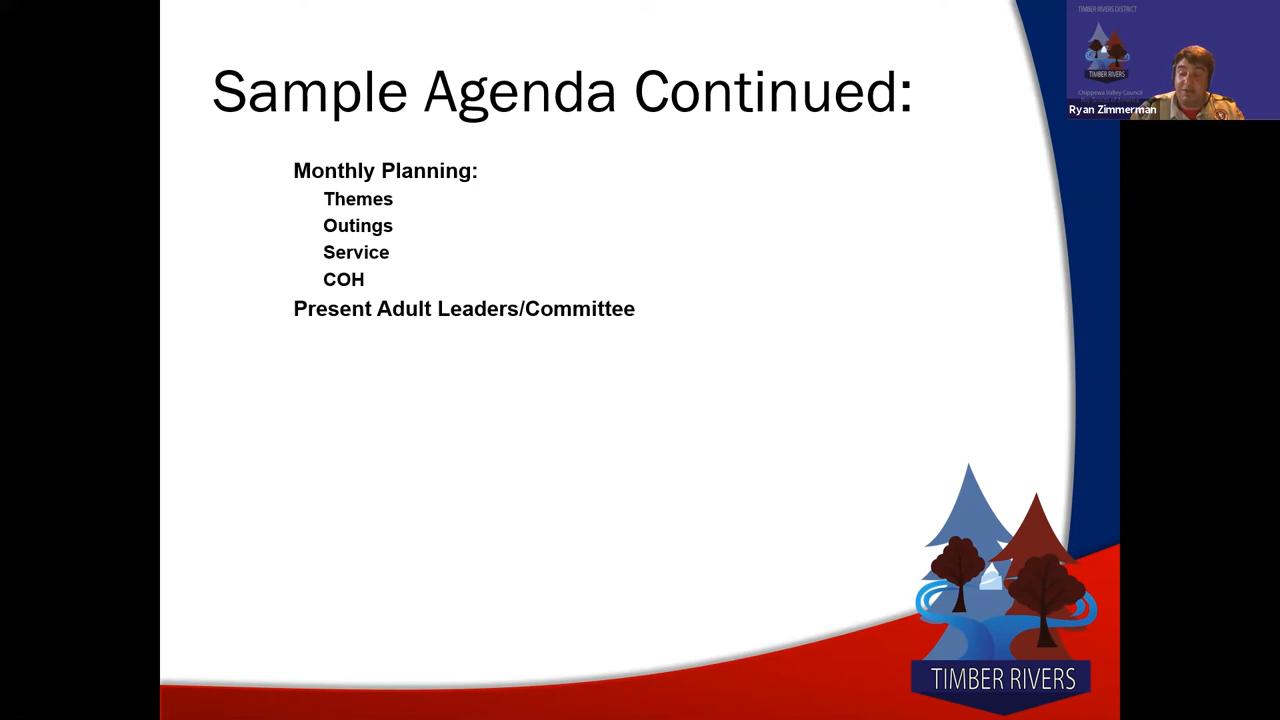 Sample Agenda Continued:
Monthly Planning:
Themes
Outings
Service
COH
Present Adult Leaders/Committee
TIMBER RIVERS
TIMBER RIVERS DISTRICT
TIMBER RIVERS
Chippewa Valley Council
Ryan Zimmerman